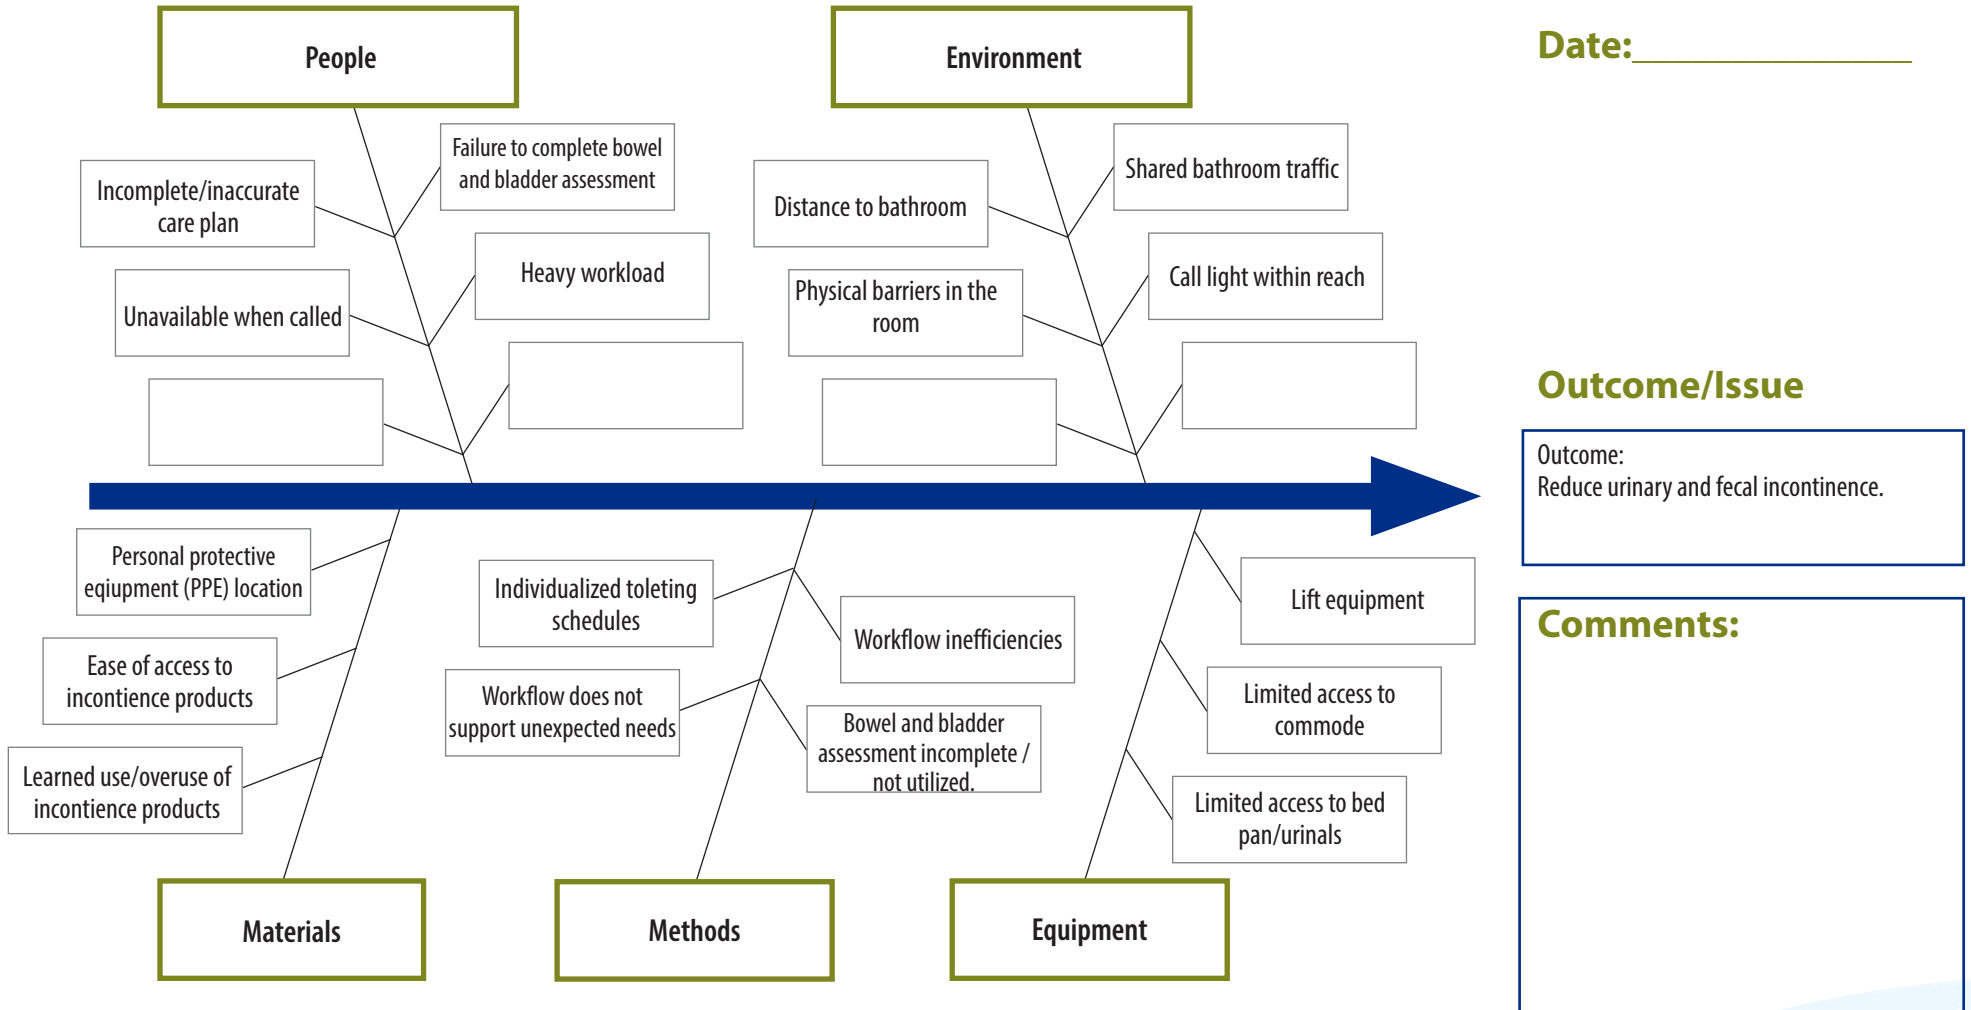 People
Environment
Date:______________
Failure to complete bowel
and bladder assessment
Incomplete/inaccurate
care plan
Shared bathroom traffic
Distance to bathroom
Heavy workload
Unavailable when called
Call light within reach
Physical barriers in the
room
Outcome/Issue
Outcome:
Reduce urinary and fecal incontinence.
Personal protective
eqiupment (PPE) location
Individualized toleting
schedules
Lift equipment
Workflow inefficiencies
Comments:
Ease of access to
incontience products
Workflow does not
support unexpected needs
Limited access to
commode
Bowel and bladder
assessment incomplete /
not utilized.
Learned use/overuse of
incontience products
Limited access to bed
pan/urinals
Materials
Methods
Equipment